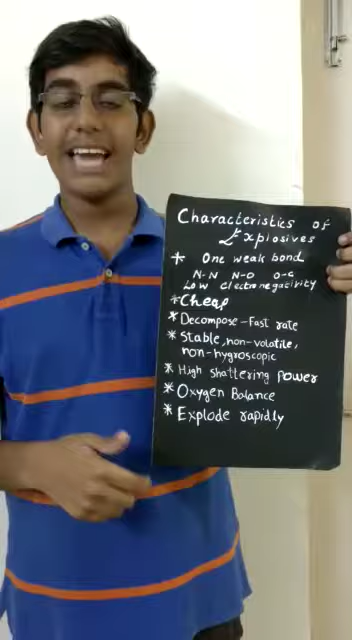 Characteristics of
Explosives
* One weak bond
N-N N-O O-C
Low Electronegativity
* Cheap
* Decompose - Fast rate
* Stable, non-volatile,
non-hygroscopic
* High shattering power
* Oxygen Balance
* Explode rapidly